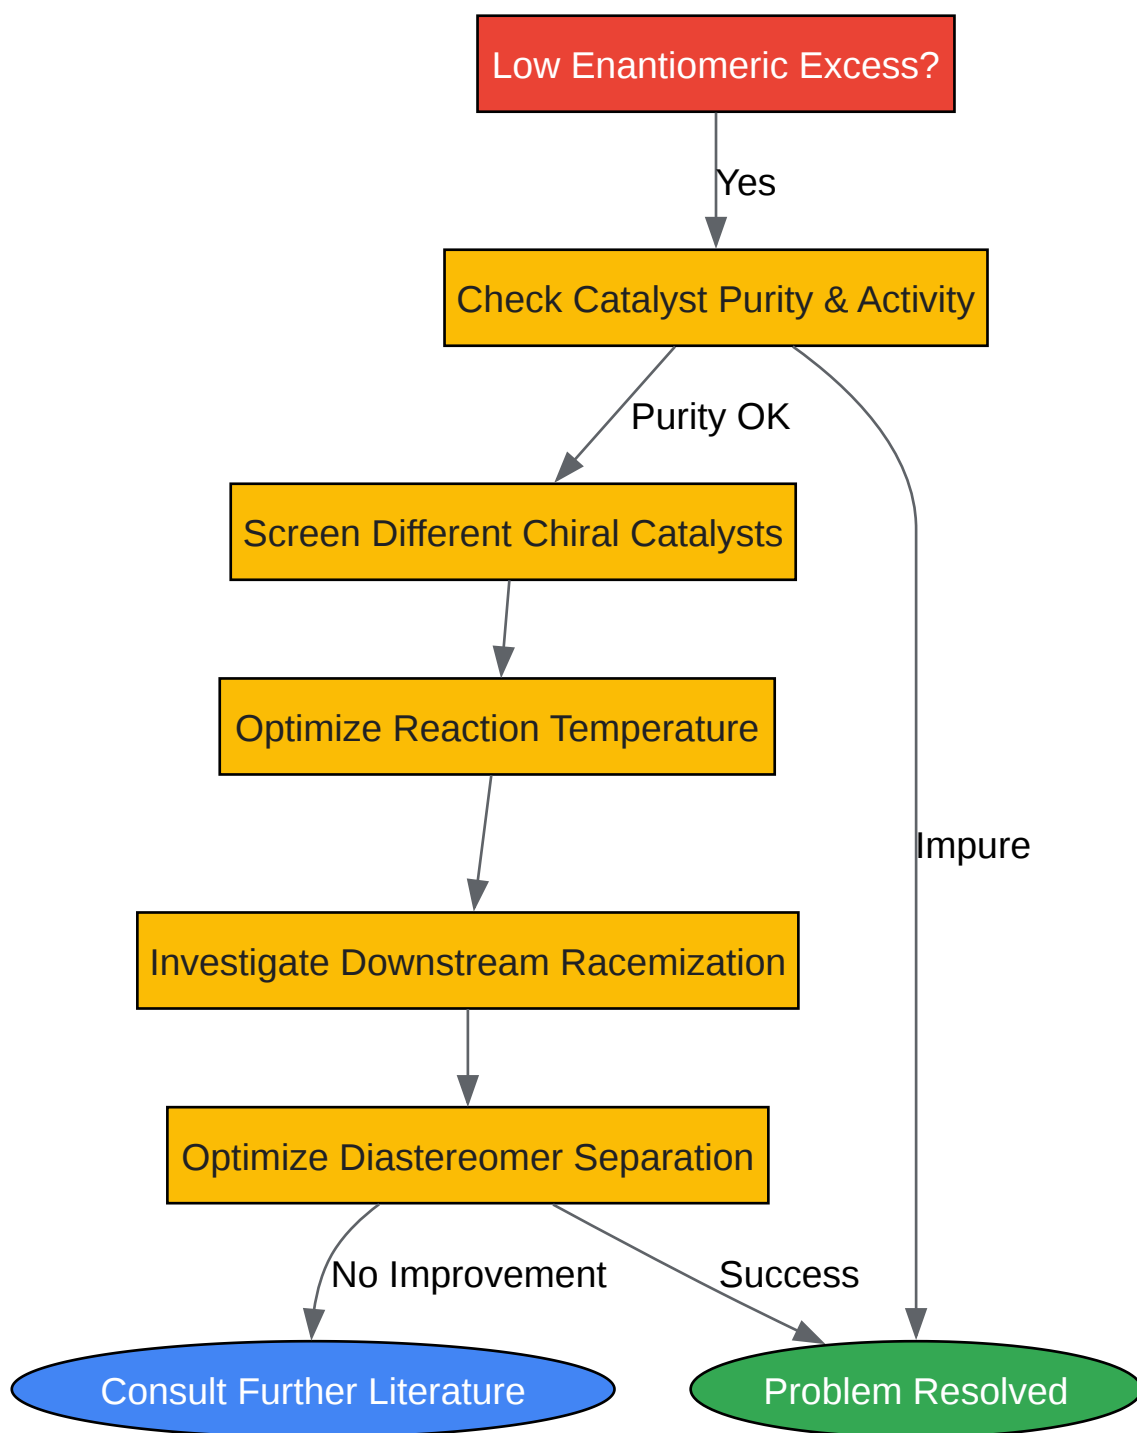 Low Enantiomeric Excess?
Yes
Check Catalyst Purity & Activity
Purity OK
Screen Different Chiral Catalysts
Optimize Reaction Temperature
Impure
Investigate Downstream Racemization
Optimize Diastereomer Separation
No Improvement
Success
Consult Further Literature
Problem Resolved